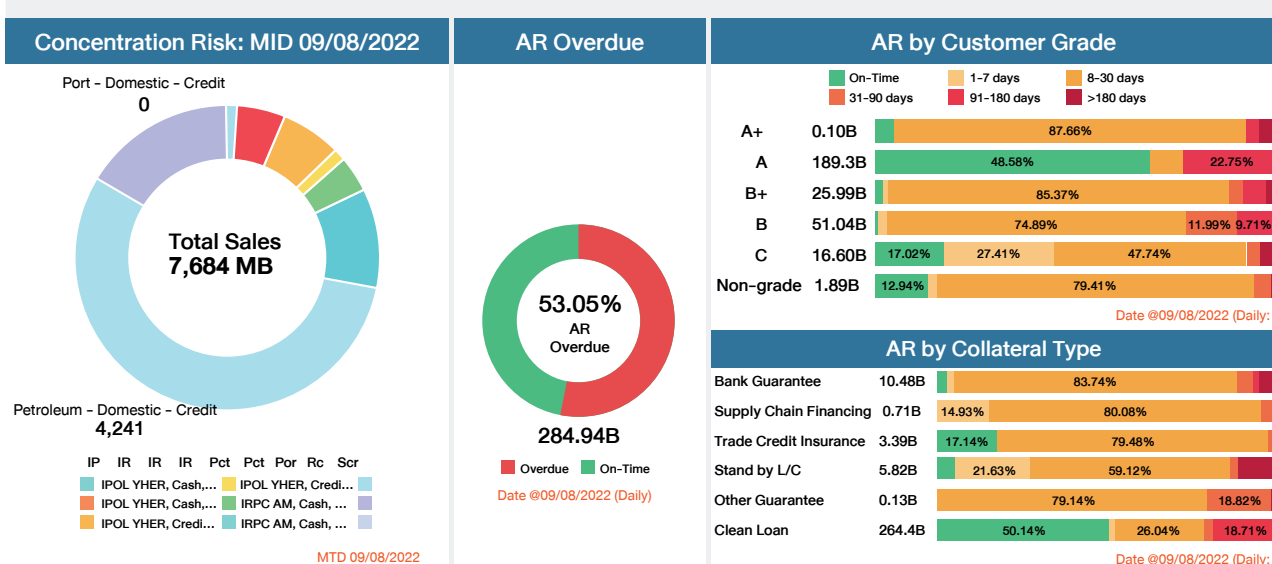 Concentration Risk: MID 09/08/2022
Port - Domestic - Credit
0
Total Sales
7,684 MB
Petroleum - Domestic - Credit
4,241
IP IR IR IR Pct Pct Por Rc Scr
IPOL YHER, Cash,... IPOL YHER, Credi...
IPOL YHER, Cash,... IRPC AM, Cash, ...
IPOL YHER, Credi... IRPC AM, Cash, ...
MTD 09/08/2022
AR Overdue
53.05%
AR
Overdue
284.94B
Overdue On-Time
Date @09/08/2022 (Daily)
AR by Customer Grade
On-Time 1-7 days 8-30 days
31-90 days 91-180 days >180 days
A+ 0.10B 87.66%
A 189.3B 48.58% 22.75%
B+ 25.99B 85.37%
B 51.04B 74.89% 11.99% 9.71%
C 16.60B 17.02% 27.41% 47.74%
Non-grade 1.89B 12.94% 79.41%
Date @09/08/2022 (Daily:
AR by Collateral Type
Bank Guarantee 10.48B 83.74%
Supply Chain Financing 0.71B 14.93% 80.08%
Trade Credit Insurance 3.39B 17.14% 79.48%
Stand by L/C 5.82B 21.63% 59.12%
Other Guarantee 0.13B 79.14% 18.82%
Clean Loan 264.4B 50.14% 26.04% 18.71%
Date @09/08/2022 (Daily: